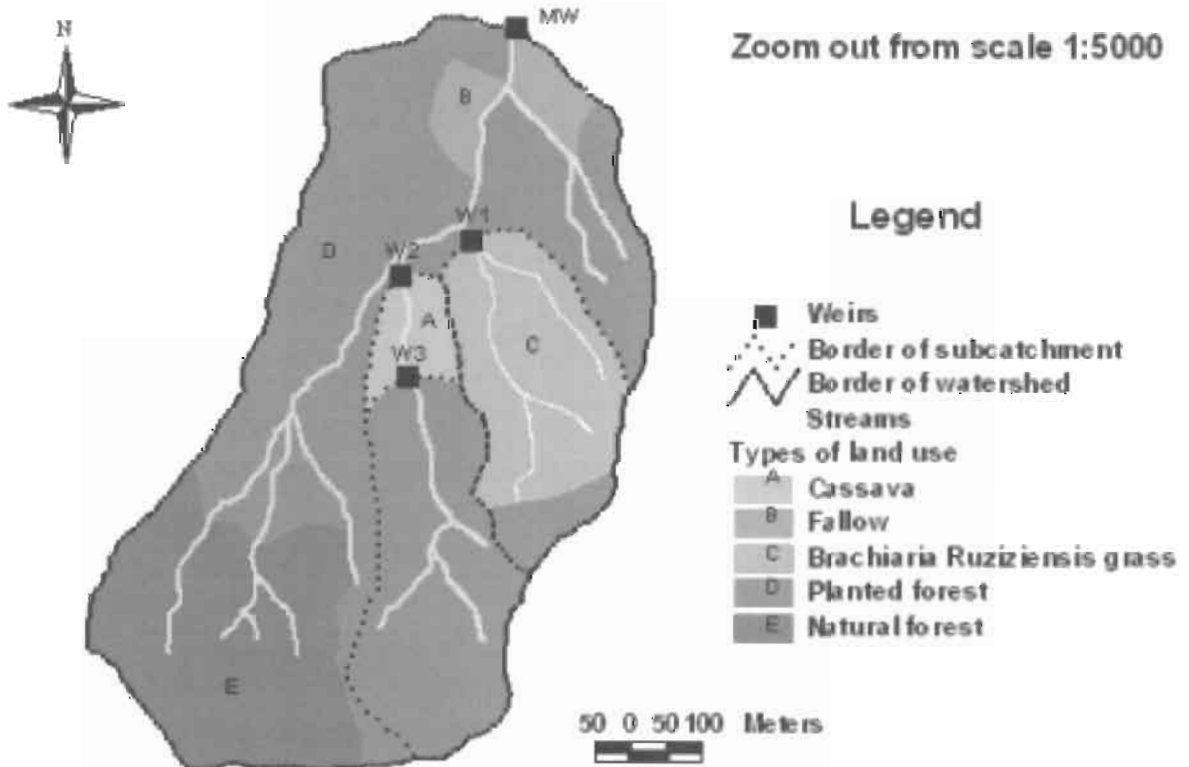 N
MW
Zoom out from scale 1:5000
B
Legend
W1
D
W2
Weirs
A
Border of subcatchment
W3
C
Border of watershed
Streams
Types of land use
A Cassava
B Fallow
C Brachiaria Ruziziensis grass
D Planted forest
E Natural forest
E
50 0 50 100 Meters